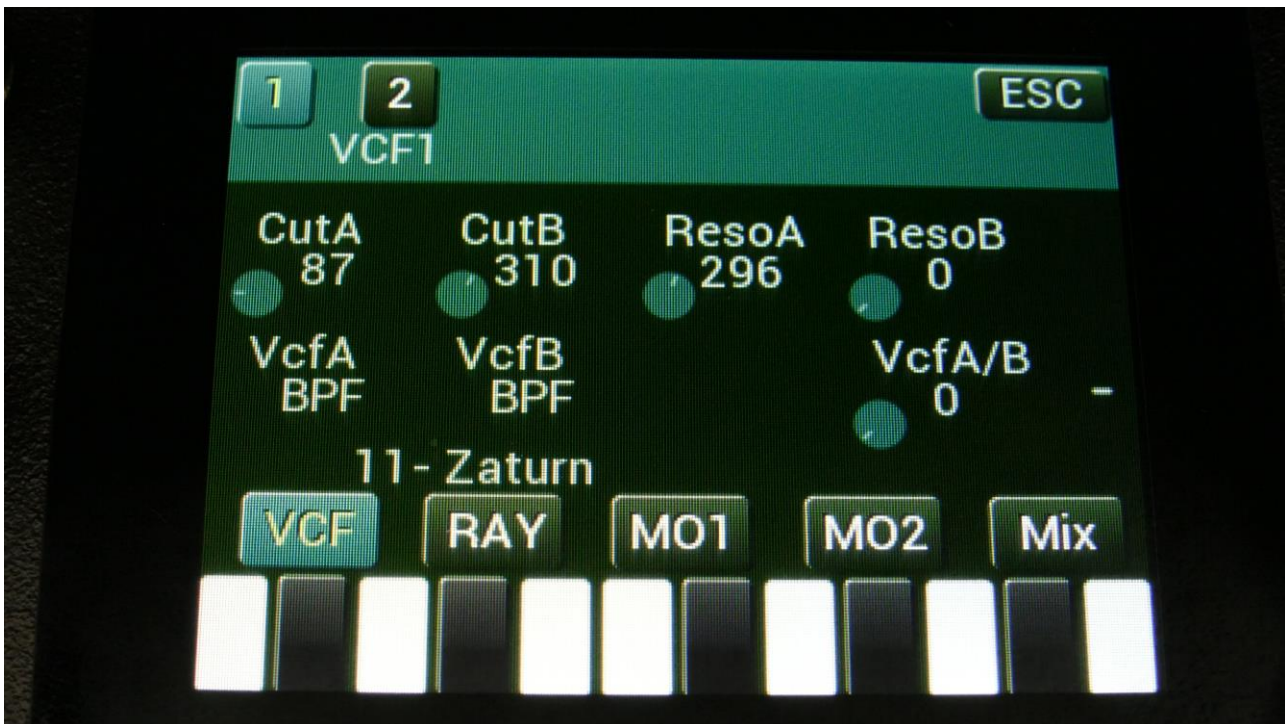 1 2 ESC
VCF1
CutA CutB ResoA ResoB
87 310 296 0
VcfA VcfB VcfA/B
BPF BPF 0 -
11- Zaturn
VCF RAY MO1 MO2 Mix